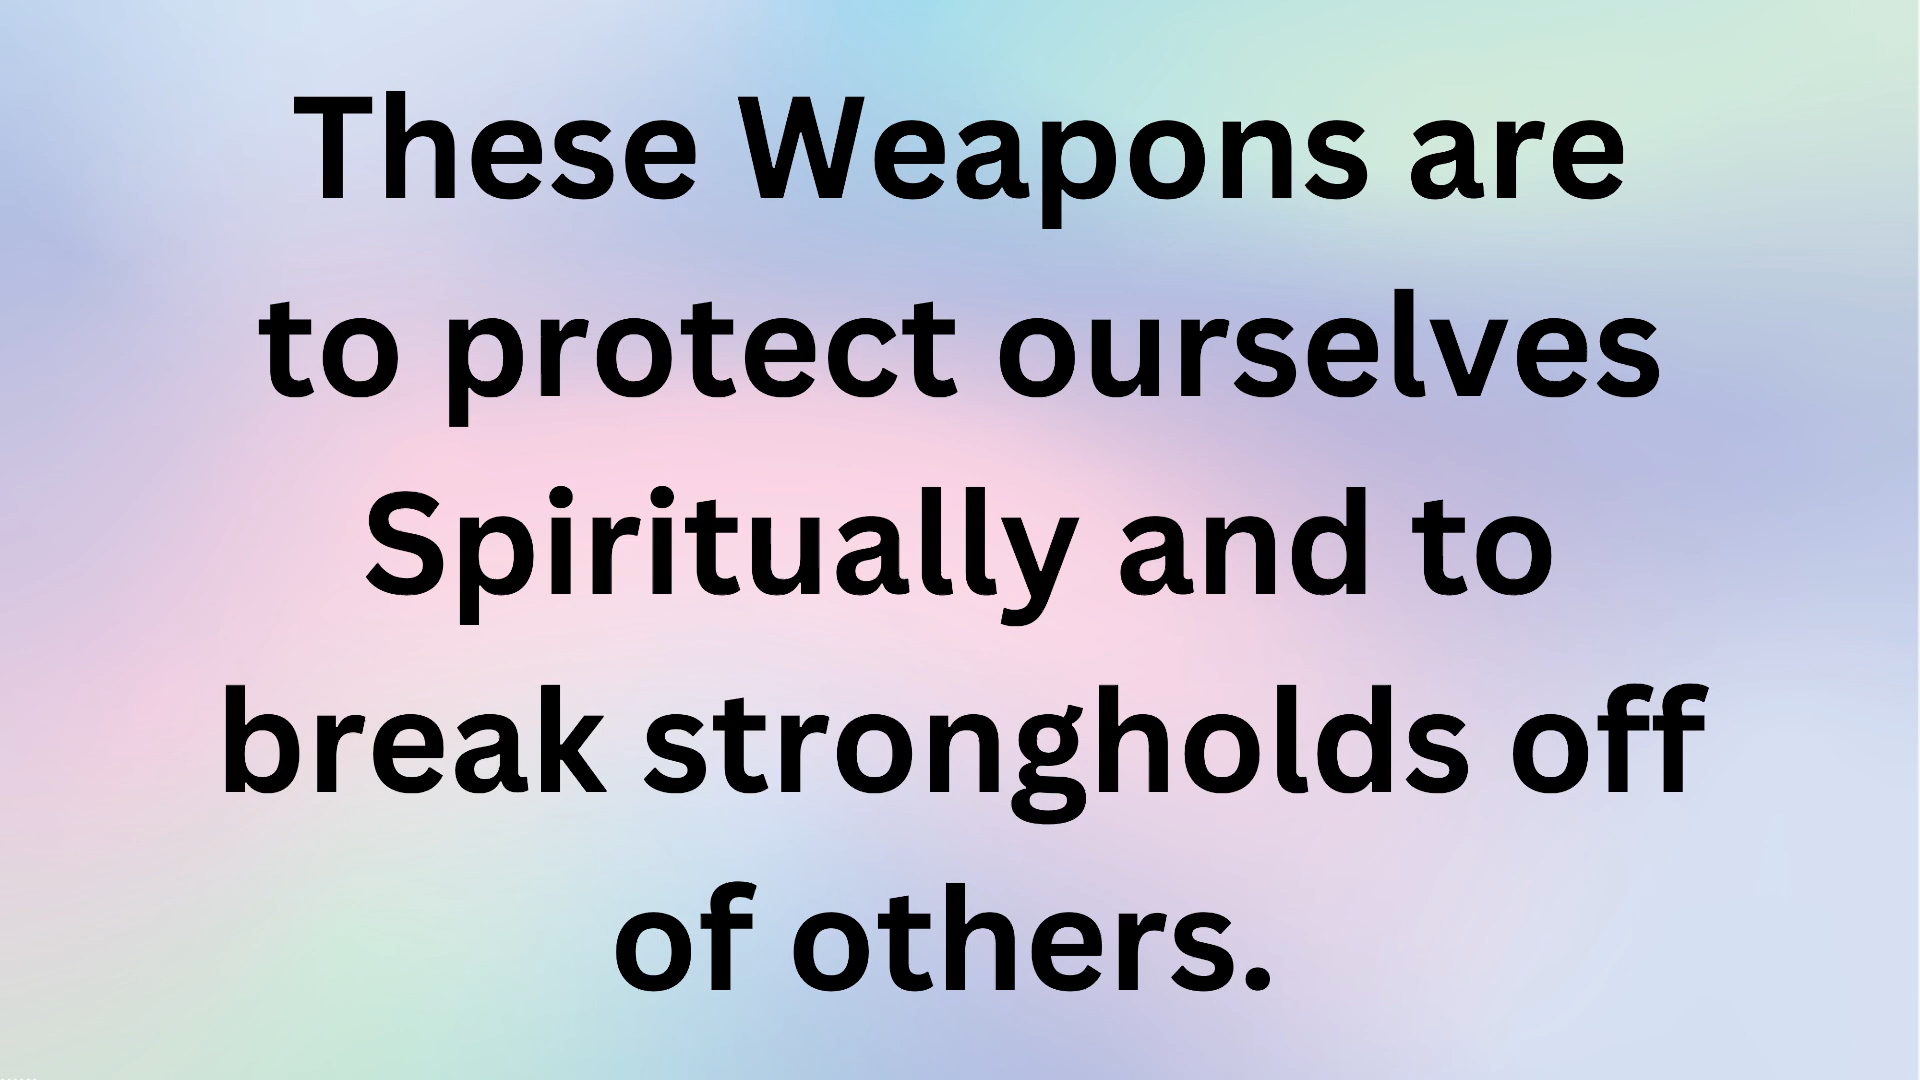 These Weapons are
to protect ourselves
Spiritually and to
break strongholds off
of others.